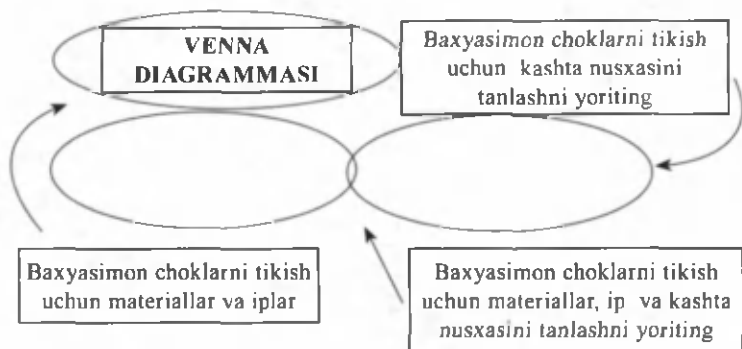 VENNA
DIAGRAMMASI
Baxyasimon choklarni tikish
uchun kashta nusxasini
tanlashni yoriting
Baxyasimon choklarni tikish
uchun materiallar va iplar
Baxyasimon choklarni tikish
uchun materiallar, ip va kashta
nusxasini tanlashni yoriting